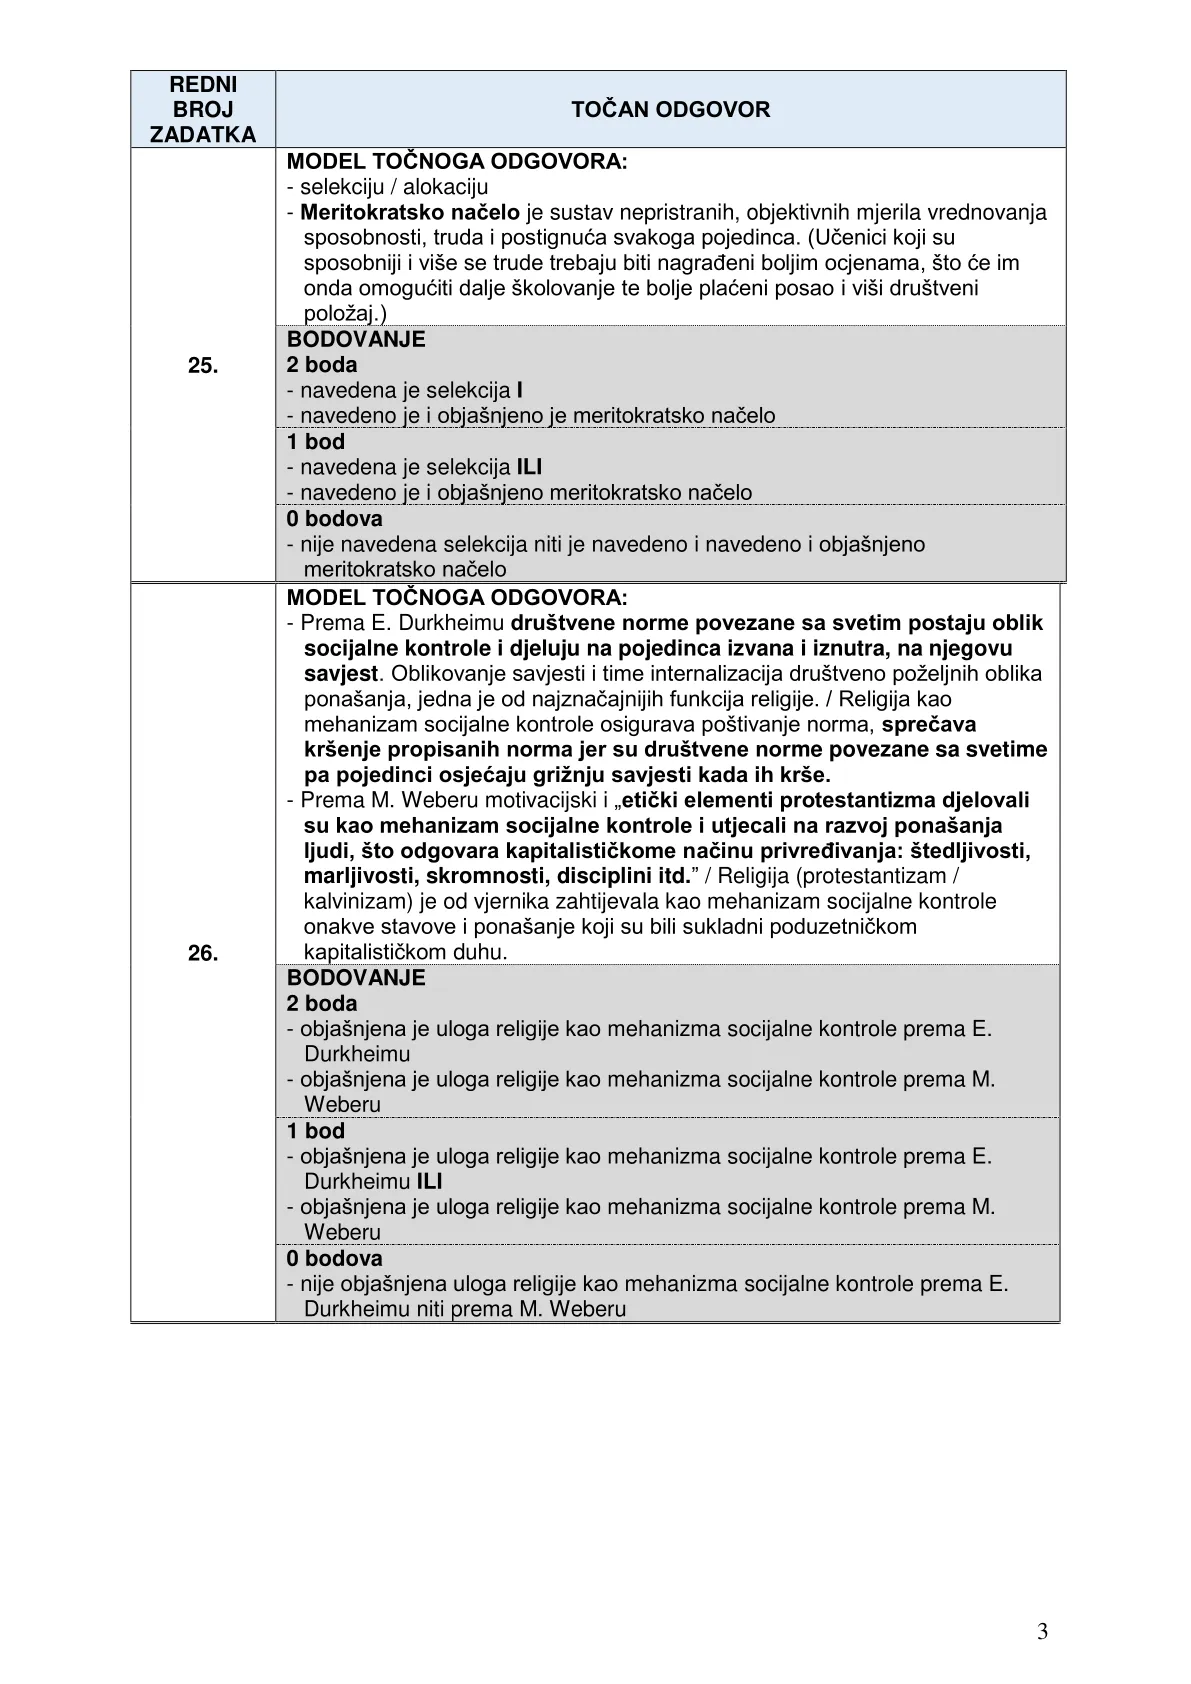 REDNI
BROJ
ZADATKA
TOČAN ODGOVOR
25.
MODEL TOČNOGA ODGOVORA:
- selekciju / alokaciju
- Meritokratsko načelo je sustav nepristranih, objektivnih mjerila vrednovanja
sposobnosti, truda i postignuća svakoga pojedinca. (Učenici koji su
sposobniji i više se trude trebaju biti nagrađeni boljim ocjenama, što će im
onda omogućiti dalje školovanje te bolje plaćeni posao i viši društveni
položaj.)
BODOVANJE
2 boda
- navedena je selekcija I
- navedeno je i objašnjeno je meritokratsko načelo
1 bod
- navedena je selekcija ILI
- navedeno je i objašnjeno meritokratsko načelo
0 bodova
- nije navedena selekcija niti je navedeno i navedeno i objašnjeno
meritokratsko načelo
26.
MODEL TOČNOGA ODGOVORA:
- Prema E. Durkheimu društvene norme povezane sa svetim postaju oblik
socijalne kontrole i djeluju na pojedinca izvana i iznutra, na njegovu
savjest. Oblikovanje savjesti i time internalizacija društveno poželjnih oblika
ponašanja, jedna je od najznačajnijih funkcija religije. / Religija kao
mehanizam socijalne kontrole osigurava poštivanje norma, sprečava
kršenje propisanih norma jer su društvene norme povezane sa svetime
pa pojedinci osjećaju grižnju savjesti kada ih krše.
- Prema M. Weberu motivacijski i „etički elementi protestantizma djelovali
su kao mehanizam socijalne kontrole i utjecali na razvoj ponašanja
ljudi, što odgovara kapitalističkome načinu privređivanja: štedljivosti,
marljivosti, skromnosti, disciplini itd.” / Religija (protestantizam /
kalvinizam) je od vjernika zahtijevala kao mehanizam socijalne kontrole
onakve stavove i ponašanje koji su bili sukladni poduzetničkom
kapitalističkom duhu.
BODOVANJE
2 boda
- objašnjena je uloga religije kao mehanizma socijalne kontrole prema E.
Durkheimu
- objašnjena je uloga religije kao mehanizma socijalne kontrole prema M.
Weberu
1 bod
- objašnjena je uloga religije kao mehanizma socijalne kontrole prema E.
Durkheimu ILI
- objašnjena je uloga religije kao mehanizma socijalne kontrole prema M.
Weberu
0 bodova
- nije objašnjena uloga religije kao mehanizma socijalne kontrole prema E.
Durkheimu niti prema M. Weberu
3